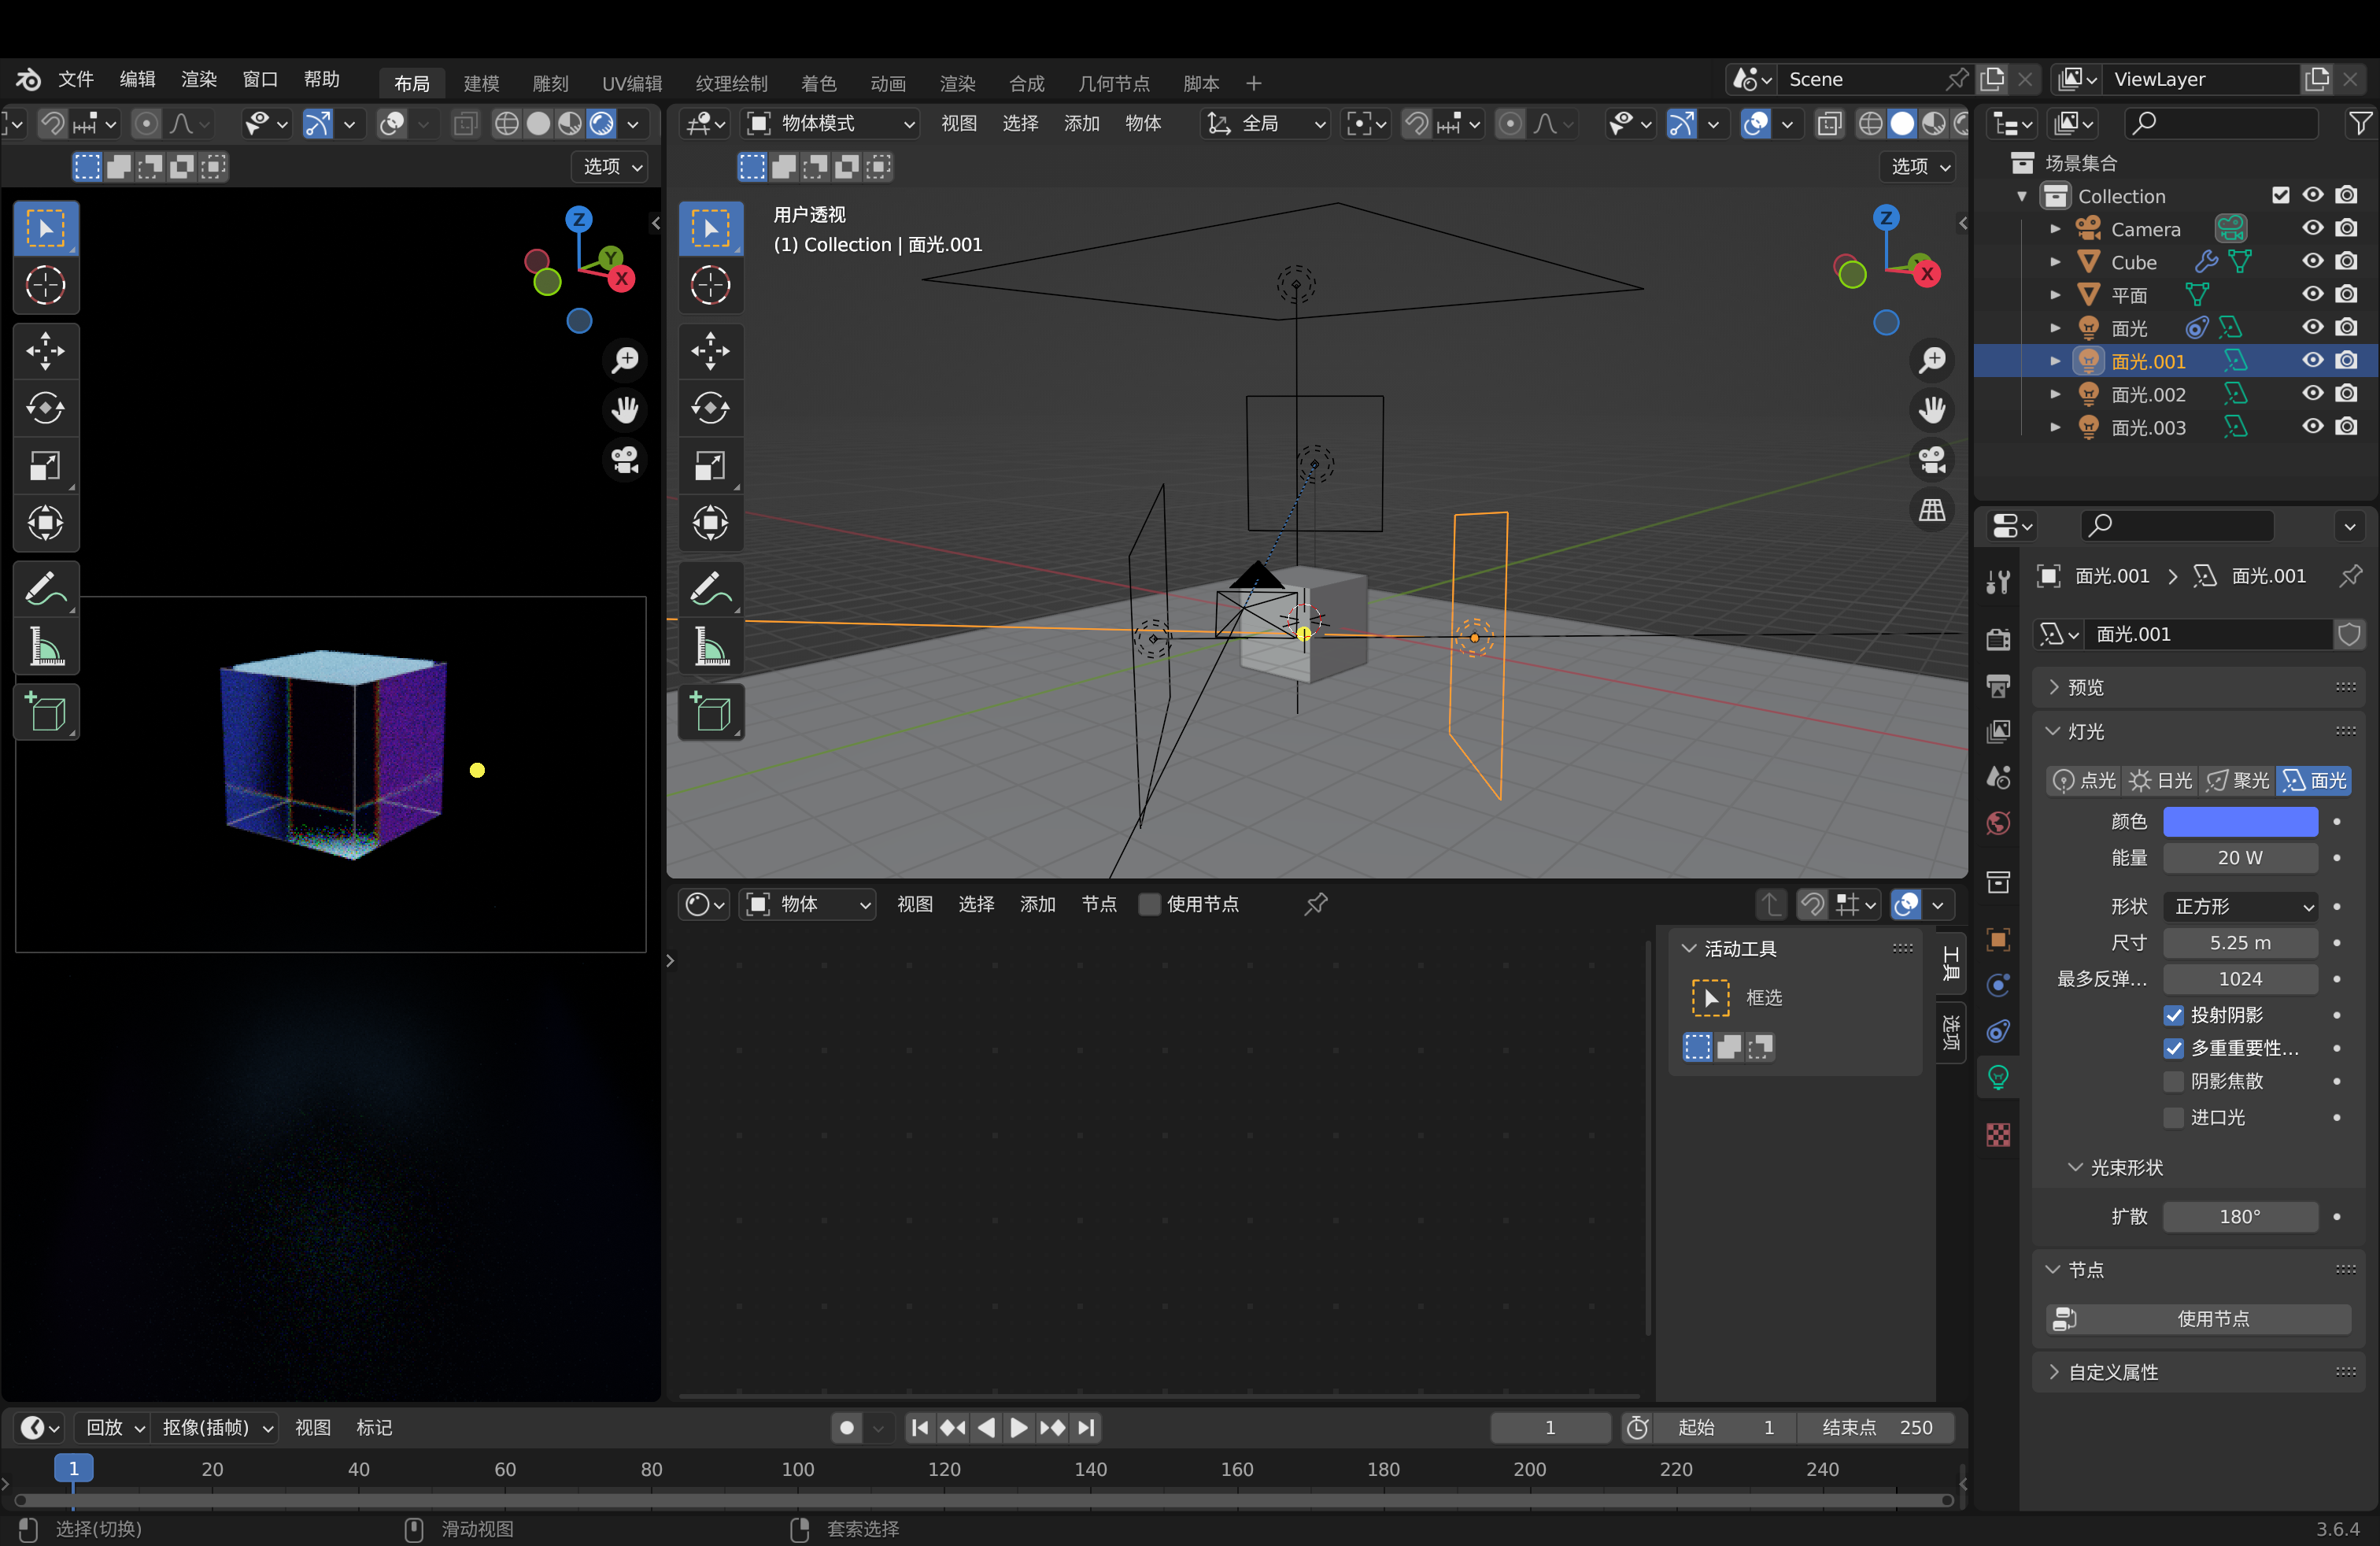 文件 编辑 渲染 窗口 帮助 布局 建模 雕刻 UV编辑 纹理绘制 着色 动画 渲染 合成 几何节点 脚本 Scene ViewLayer
物体模式 视图 选择 添加 物体 全局
选项 选项
Z Y X
用户透视
(1) Collection | 面光.001
Z X
场景集合
Collection
Camera
Cube
平面
面光
面光.001
面光.002
面光.003
面光.001 面光.001
面光.001
预览
灯光
点光 日光 聚光 面光
颜色
能量 20 W
形状 正方形
尺寸 5.25 m
最多反弹... 1024
投射阴影
多重重要性...
阴影焦散
进口光
光束形状
扩散 180°
节点
使用节点
自定义属性
物体 视图 选择 添加 节点 使用节点
活动工具
框选
工具
选项
回放 抠像(插帧) 视图 标记 1 起始 1 结束点 250
1 20 40 60 80 100 120 140 160 180 200 220 240
选择(切换) 滑动视图 套索选择 3.6.4